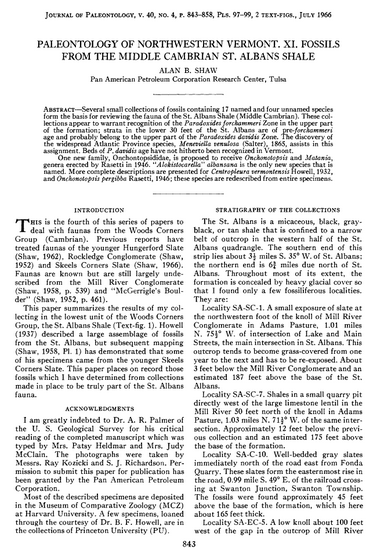 JOURNAL OF PALEONTOLOGY, V. 40, NO. 4, P. 843–858, PLS. 97–99, 2 TEXT-FIGS., JULY 1966
PALEONTOLOGY OF NORTHWESTERN VERMONT. XI. FOSSILS
FROM THE MIDDLE CAMBRIAN ST. ALBANS SHALE
ALAN B. SHAW
Pan American Petroleum Corporation Research Center, Tulsa
ABSTRACT—Several small collections of fossils containing 17 named and four unnamed species
form the basis for reviewing the fauna of the St. Albans Shale (Middle Cambrian). These col-
lections appear to warrant recognition of the Paradoxides forchammeri Zone in the upper part
of the formation; strata in the lower 30 feet of the St. Albans are of pre-forchammeri
age and probably belong to the upper part of the Paradoxides davidis Zone. The discovery of
the widespread Atlantic Province species, Meneviella venulosa (Salter), 1865, assists in this
assignment. Beds of P. davidis age have not hitherto been recognized in Vermont.
One new family, Onchontopsididae, is proposed to receive Onchonotopsis and Matania,
genera erected by Rasetti in 1946. "Alokistocarella" albansana is the only new species that is
named. More complete descriptions are presented for Centropleura vermontensis Howell, 1932,
and Onchonotopsis pergibba Rasetti, 1946; these species are redescribed from entire specimens.
INTRODUCTION
THIS is the fourth of this series of papers to
deal with faunas from the Woods Corners
Group (Cambrian). Previous reports have
treated faunas of the younger Hungerford Slate
(Shaw, 1962), Rockledge Conglomerate (Shaw,
1952) and Skeels Corners Slate (Shaw, 1966).
Faunas are known but are still largely unde-
scribed from the Mill River Conglomerate
(Shaw, 1958, p. 539) and "McGerrigle's Boul-
der" (Shaw, 1952, p. 461).
This paper summarizes the results of my col-
lecting in the lowest unit of the Woods Corners
Group, the St. Albans Shale (Text-fig. 1). Howell
(1937) described a large assemblage of fossils
from the St. Albans, but subsequent mapping
(Shaw, 1958, Pl. 1) has demonstrated that some
of his specimens came from the younger Skeels
Corners Slate. This paper places on record those
fossils which I have determined from collections
made in place to be truly part of the St. Albans
fauna.
ACKNOWLEDGMENTS
I am greatly indebted to Dr. A. R. Palmer of
the U. S. Geological Survey for his critical
reading of the completed manuscript which was
typed by Mrs. Patsy Heldmar and Mrs. Judy
McClain. The photographs were taken by
Messrs. Ray Kozicki and S. J. Richardson. Per-
mission to submit this paper for publication has
been granted by the Pan American Petroleum
Corporation.
Most of the described specimens are deposited
in the Museum of Comparative Zoology (MCZ)
at Harvard University. A few specimens, loaned
through the courtesy of Dr. B. F. Howell, are in
the collections of Princeton University (PU).
STRATIGRAPHY OF THE COLLECTIONS
The St. Albans is a micaceous, black, gray-
black, or tan shale that is confined to a narrow
belt of outcrop in the western half of the St.
Albans quadrangle. The southern end of this
strip lies about 3½ miles S. 35° W. of St. Albans;
the northern end is 6¾ miles due north of St.
Albans. Throughout most of its extent, the
formation is concealed by heavy glacial cover so
that I found only a few fossiliferous localities.
They are:
Locality SA-SC-1. A small exposure of slate at
the northwestern foot of the knoll of Mill River
Conglomerate in Adams Pasture, 1.01 miles
N. 75½° W. of intersection of Lake and Main
Streets, the main intersection in St. Albans. This
outcrop tends to become grass-covered from one
year to the next and has to be re-exposed. About
3 feet below the Mill River Conglomerate and an
estimated 187 feet above the base of the St.
Albans.
Locality SA-SC-7. Shales in a small quarry pit
directly west of the large limestone lentil in the
Mill River 50 feet north of the knoll in Adams
Pasture, 1.03 miles N. 71½° W. of the same inter-
section. Approximately 12 feet below the previ-
ous collection and an estimated 175 feet above
the base of the formation.
Locality SA-C-10. Well-bedded gray slates
immediately north of the road east from Fonda
Quarry. These slates form the easternmost rise in
the road, 0.99 mile S. 49° E. of the railroad cross-
ing at Swanton Junction, Swanton Township.
The fossils were found approximately 45 feet
above the base of the formation, which is here
about 165 feet thick.
Locality SA-EC-5. A low knoll about 100 feet
west of the gap in the outcrop of Mill River
843